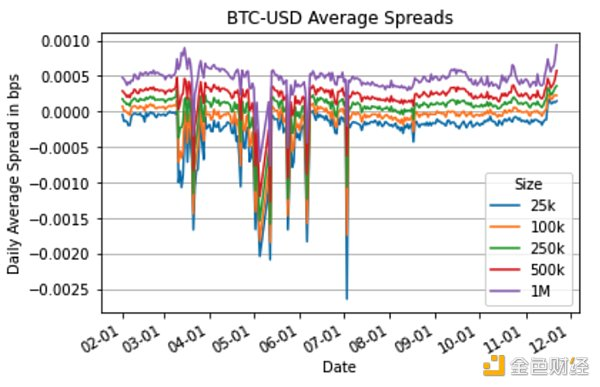 BTC-USD Average Spreads
0.0010
0.0005
0.0000
−0.0005
−0.0010
−0.0015
−0.0020
−0.0025
Daily Average Spread in bps
Size
25k
100k
250k
500k
1M
02-01
03-01
04-01
05-01
06-01
07-01
08-01
09-01
10-01
11-01
12-01
Date
金色财经